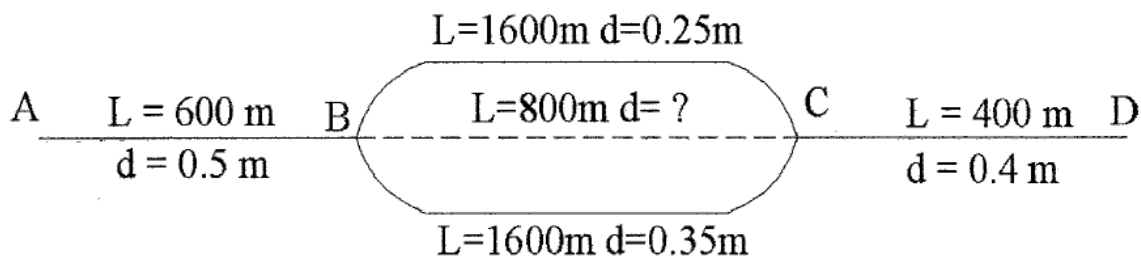 L=1600m d=0.25m
A L = 600 m B L=800m d= ? C L = 400 m D
d = 0.5 m d = 0.4 m
L=1600m d=0.35m